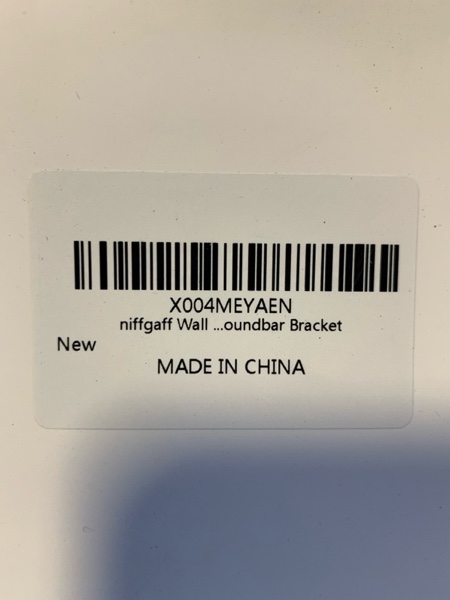 X004MEYAEN
niffgaff Wall ...oundbar Bracket
New
MADE IN CHINA